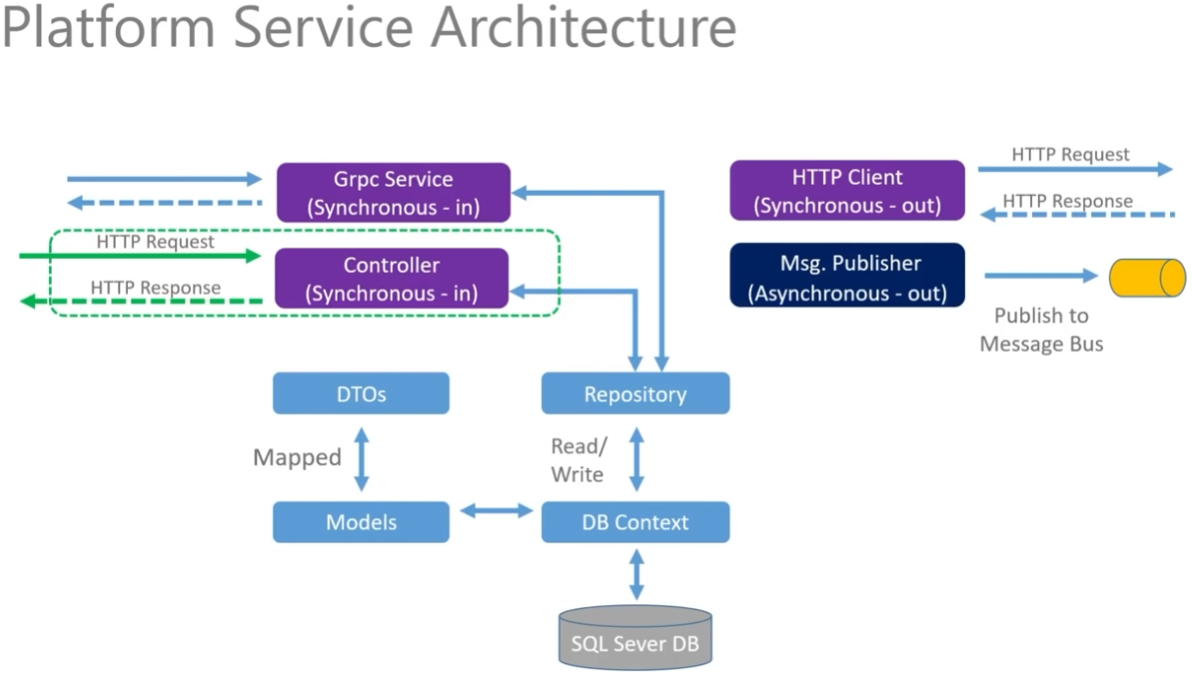 Platform Service Architecture
Grpc Service
(Synchronous - in)
HTTP Client
(Synchronous - out)
HTTP Request
HTTP Response
HTTP Request
HTTP Response
Controller
(Synchronous - in)
Msg. Publisher
(Asynchronous - out)
Publish to
Message Bus
DTOs
Repository
Mapped
Read/
Write
Models
DB Context
SQL Sever DB